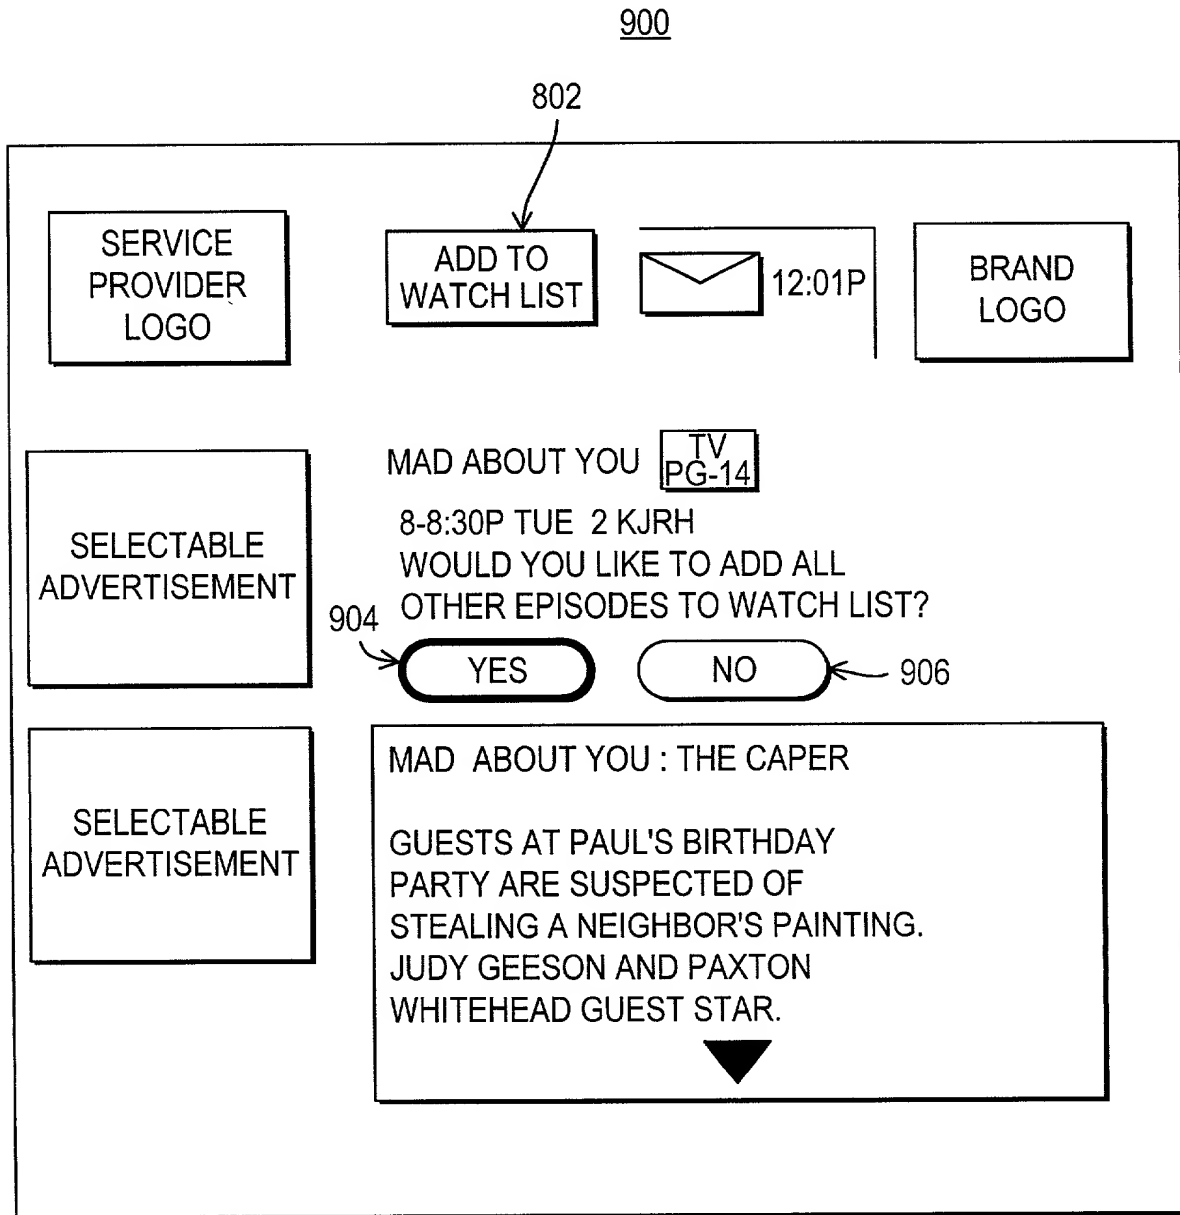 900
802
SERVICE
PROVIDER
LOGO
ADD TO
WATCH LIST
12:01P
BRAND
LOGO
SELECTABLE
ADVERTISEMENT
MAD ABOUT YOU
TV
PG-14
8-8:30P TUE 2 KJRH
WOULD YOU LIKE TO ADD ALL
OTHER EPISODES TO WATCH LIST?
904
YES
NO
906
SELECTABLE
ADVERTISEMENT
MAD ABOUT YOU : THE CAPER
GUESTS AT PAUL'S BIRTHDAY
PARTY ARE SUSPECTED OF
STEALING A NEIGHBOR'S PAINTING.
JUDY GEESON AND PAXTON
WHITEHEAD GUEST STAR.